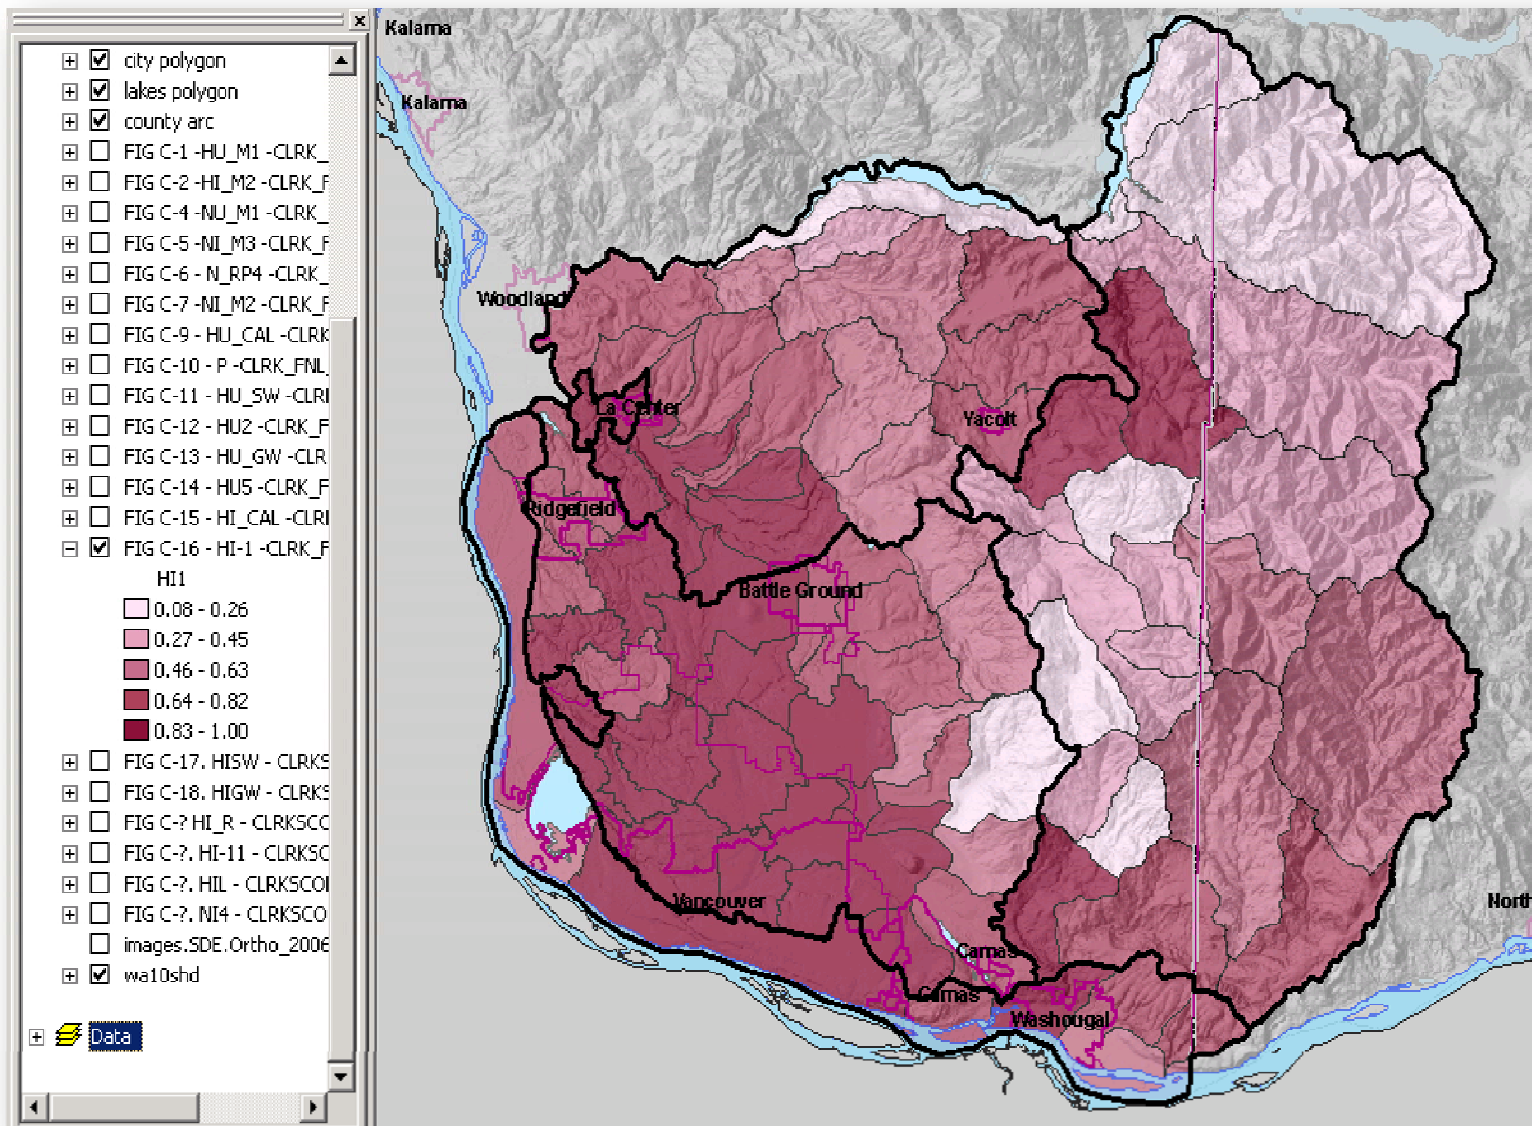 city polygon
lakes polygon
county arc
FIG C-1 -HU_M1 -CLRK_
FIG C-2 -HI_M2 -CLRK_F
FIG C-4 -NU_M1 -CLRK_
FIG C-5 -NI_M3 -CLRK_F
FIG C-6 - N_RP4 -CLRK_
FIG C-7 -NI_M2 -CLRK_F
FIG C-9 - HU_CAL -CLRK
FIG C-10 - P -CLRK_FNL_
FIG C-11 - HU_SW -CLRI
FIG C-12 - HU2 -CLRK_F
FIG C-13 - HU_GW -CLR
FIG C-14 - HU5 -CLRK_F
FIG C-15 - HI_CAL -CLRI
FIG C-16 - HI-1 -CLRK_F
HI1
0.08 - 0.26
0.27 - 0.45
0.46 - 0.63
0.64 - 0.82
0.83 - 1.00
FIG C-17. HISW - CLRKS
FIG C-18. HIGW - CLRKS
FIG C-? HI_R - CLRKSCC
FIG C-?. HI-11 - CLRKSC
FIG C-?. HIL - CLRKSCOI
FIG C-?. NI4 - CLRKSCO
images.SDE.Ortho_2006
wa10shd
Data
Kalama
Kalama
Woodland
La Center
Yacolt
Ridgefield
Battle Ground
Vancouver
North
Camas
Camas
Washougal